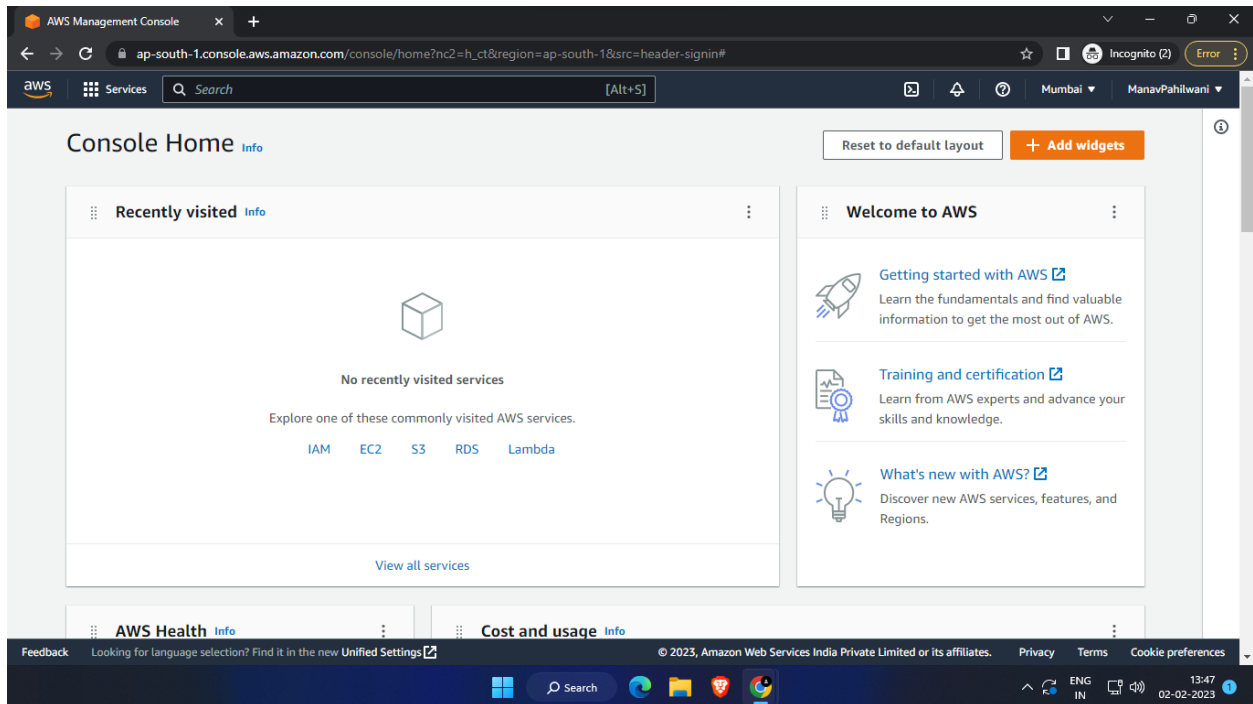 AWS Management Console
ap-south-1.console.aws.amazon.com/console/home?nc2=h_ct&region=ap-south-1&src=header-signin#
Incognito (2)
Error
aws
Services
Search
[Alt+S]
Mumbai ▼
ManavPahilwani ▼
Console Home Info
Reset to default layout
+ Add widgets
Recently visited Info
No recently visited services
Explore one of these commonly visited AWS services.
IAM EC2 S3 RDS Lambda
View all services
Welcome to AWS
Getting started with AWS
Learn the fundamentals and find valuable
information to get the most out of AWS.
Training and certification
Learn from AWS experts and advance your
skills and knowledge.
What's new with AWS?
Discover new AWS services, features, and
Regions.
AWS Health Info
Cost and usage Info
Feedback
Looking for language selection? Find it in the new Unified Settings
© 2023, Amazon Web Services India Private Limited or its affiliates.
Privacy
Terms
Cookie preferences
Search
ENG
IN
13:47
02-02-2023
1